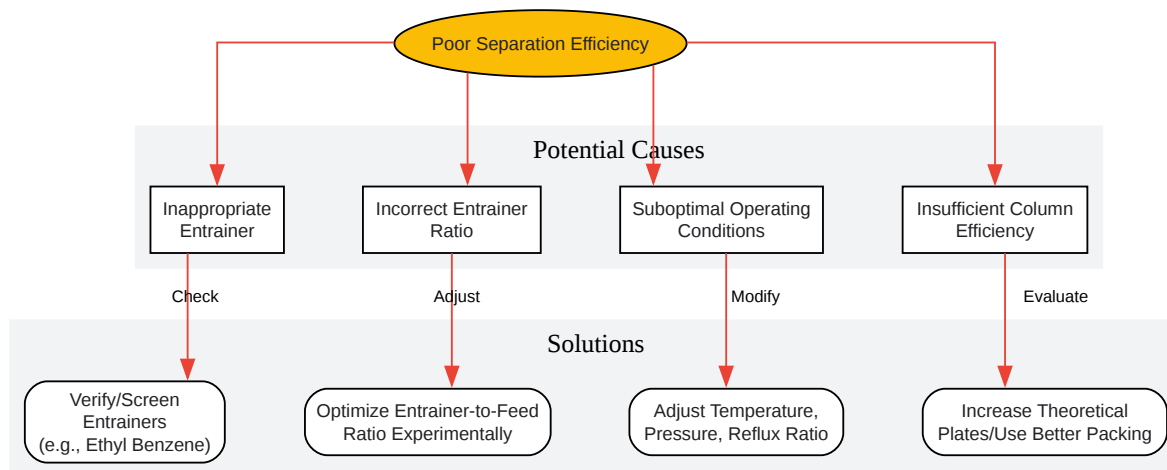 Poor Separation Efficiency
Potential Causes
Inappropriate
Entrainer
Incorrect Entrainer
Ratio
Suboptimal Operating
Conditions
Insufficient Column
Efficiency
Check
Adjust
Modify
Evaluate
Solutions
Verify/Screen
Entrainers
(e.g., Ethyl Benzene)
Optimize Entrainer-to-Feed
Ratio Experimentally
Adjust Temperature,
Pressure, Reflux Ratio
Increase Theoretical
Plates/Use Better Packing